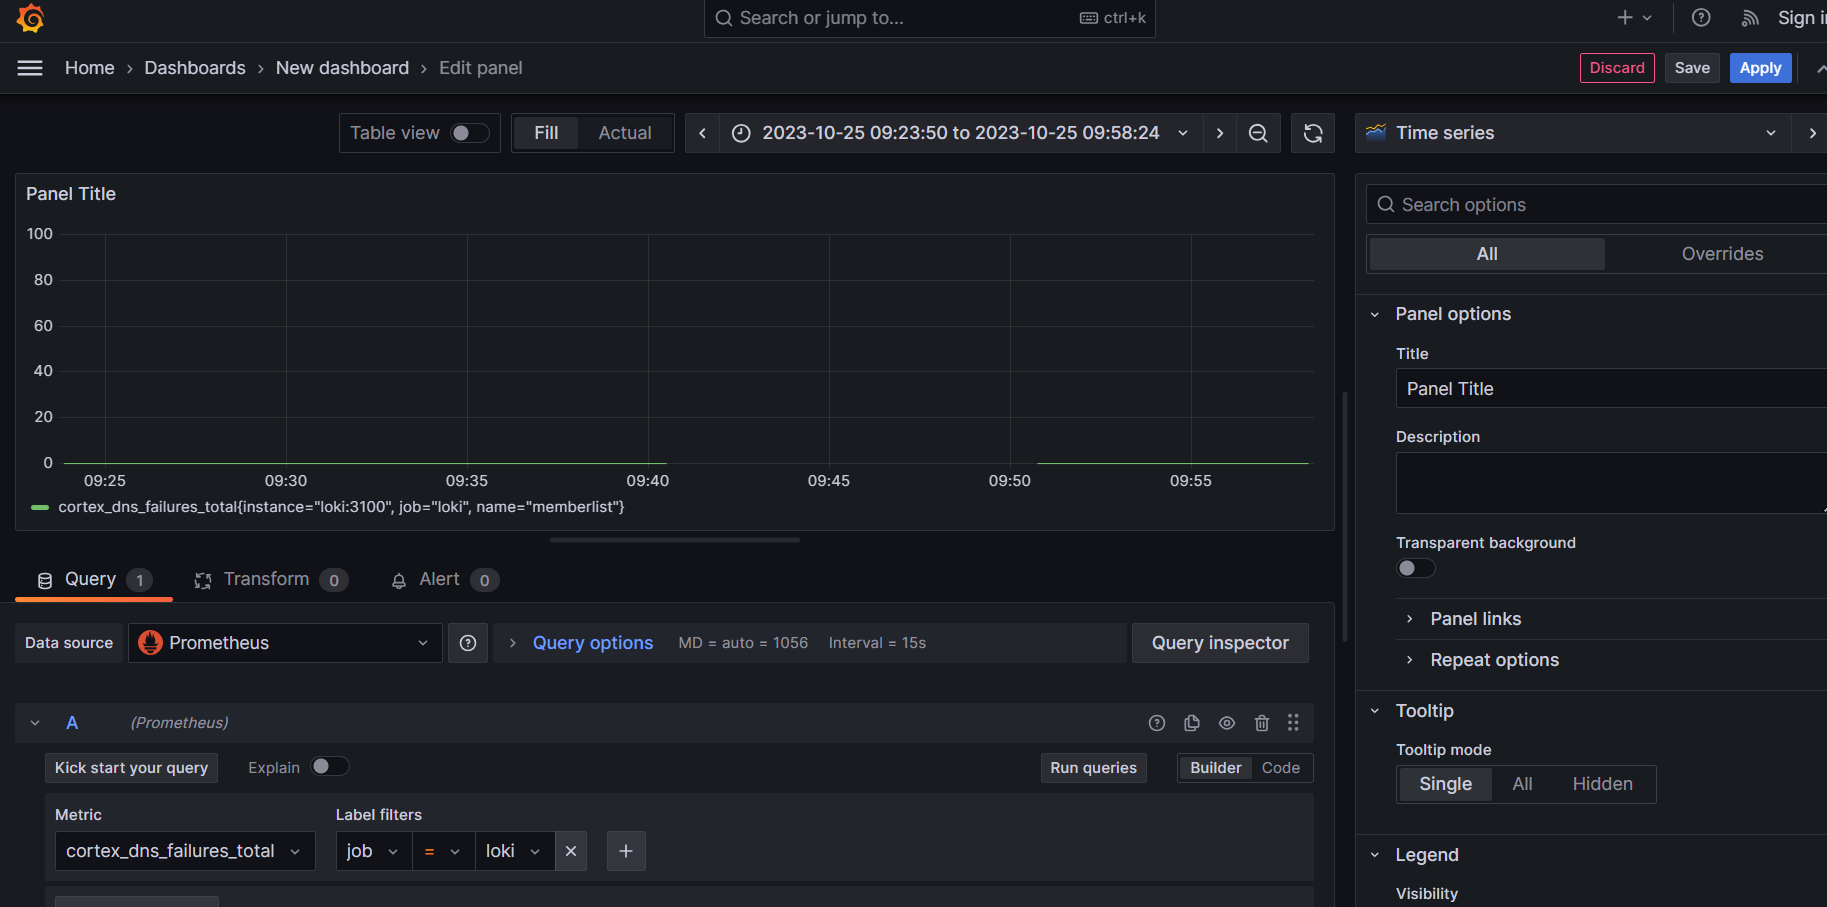 Search or jump to... ctrl+k
Sign in
Home › Dashboards › New dashboard › Edit panel
Discard Save Apply
Table view Fill Actual 2023-10-25 09:23:50 to 2023-10-25 09:58:24
Time series
Panel Title
100
80
60
40
20
0
09:25 09:30 09:35 09:40 09:45 09:50 09:55
cortex_dns_failures_total{instance="loki:3100", job="loki", name="memberlist"}
Query 1 Transform 0 Alert 0
Data source Prometheus Query options MD = auto = 1056 Interval = 15s Query inspector
A (Prometheus)
Kick start your query Explain Run queries Builder Code
Metric Label filters
cortex_dns_failures_total job = loki
Search options
All Overrides
Panel options
Title
Panel Title
Description
Transparent background
Panel links
Repeat options
Tooltip
Tooltip mode
Single All Hidden
Legend
Visibility